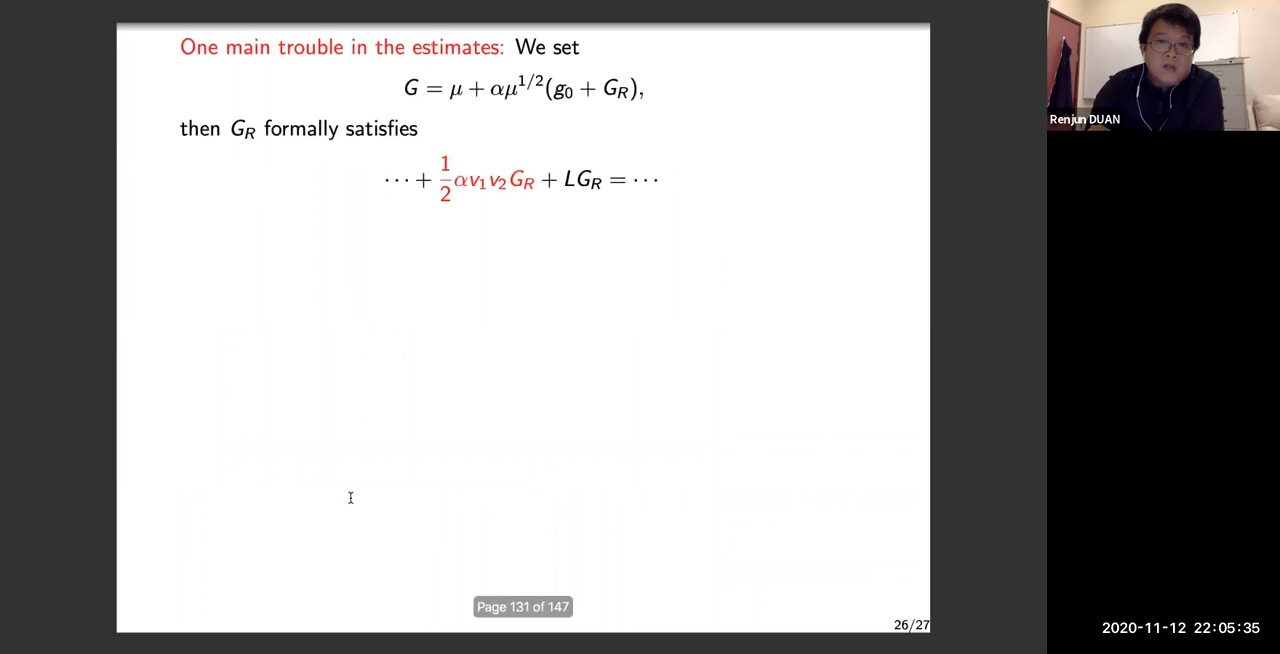 One main trouble in the estimates: We set
G = μ + αμ^{1/2}(g_0 + G_R),
then G_R formally satisfies
⋯ + \frac{1}{2}αv_1v_2G_R + LG_R = ⋯
Page 131 of 147
26/27
Renjun DUAN
2020-11-12 22:05:35